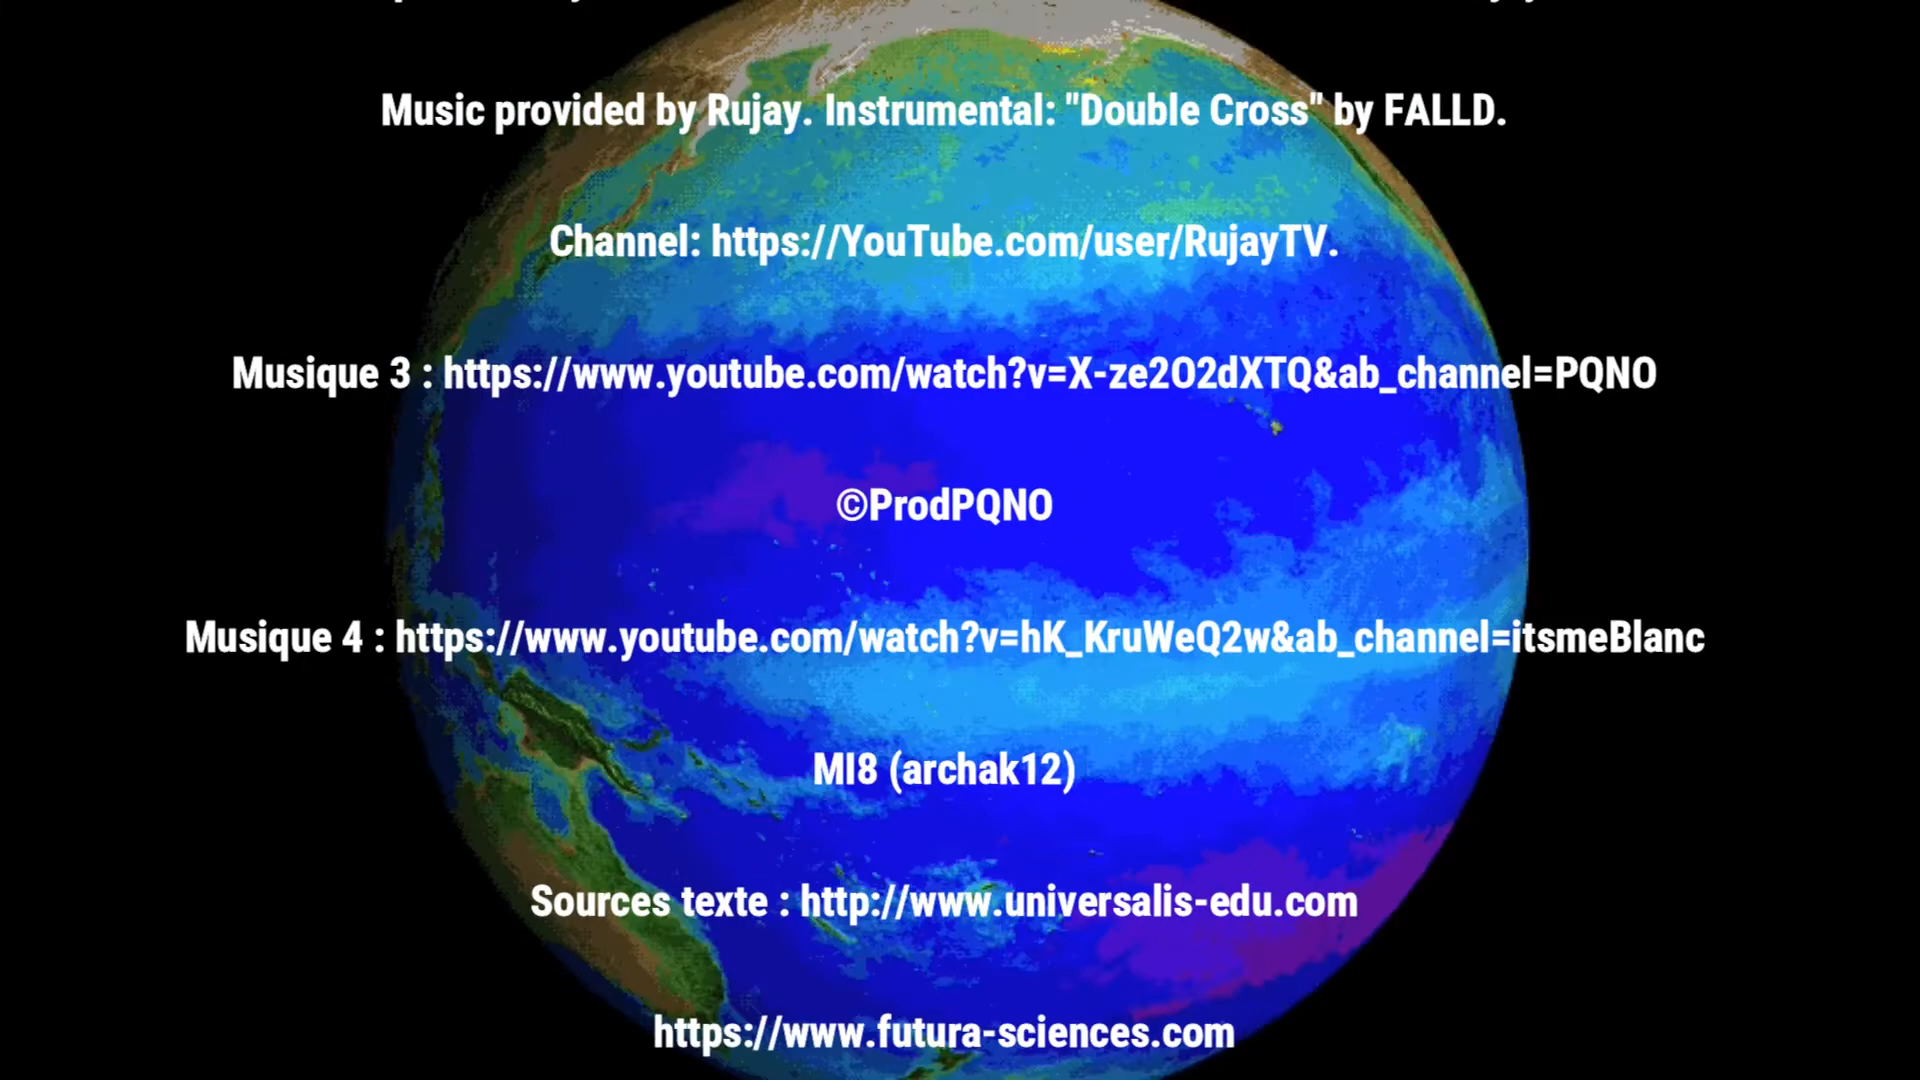 Music provided by Rujay. Instrumental: "Double Cross" by FALLD.
Channel: https://YouTube.com/user/RujayTV.
Musique 3 : https://www.youtube.com/watch?v=X-ze2O2dXTQ&ab_channel=PQNO
©ProdPQNO
Musique 4 : https://www.youtube.com/watch?v=hK_KruWeQ2w&ab_channel=itsmeBlanc
MI8 (archak12)
Sources texte : http://www.universalis-edu.com
https://www.futura-sciences.com